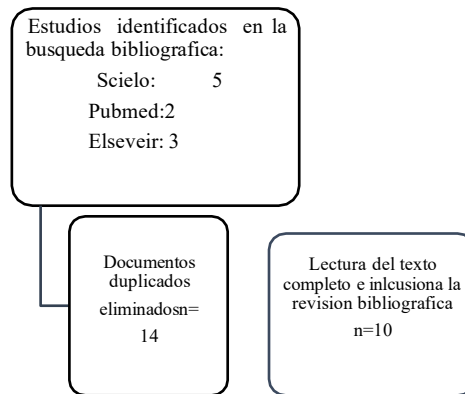 Estudios identificados en la
busqueda bibliografica:
Scielo: 5
Pubmed:2
Elseveir: 3
Documentos
duplicados
eliminadosn=
14
Lectura del texto
completo e inlcusiona la
revision bibliografica
n=10